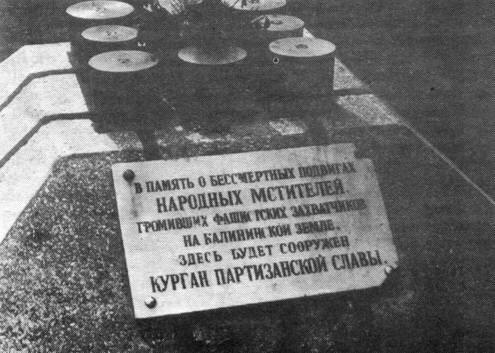 В ПАМЯТЬ О БЕССМЕРТНЫХ ПОДВИГАХ
НАРОДНЫХ МСТИТЕЛЕЙ,
ГРОМИВШИХ ФАШИСТСКИХ ЗАХВАТЧИКОВ
НА КАЛИНИНСКОЙ ЗЕМЛЕ,
ЗДЕСЬ БУДЕТ СООРУЖЕН
КУРГАН ПАРТИЗАНСКОЙ СЛАВЫ.